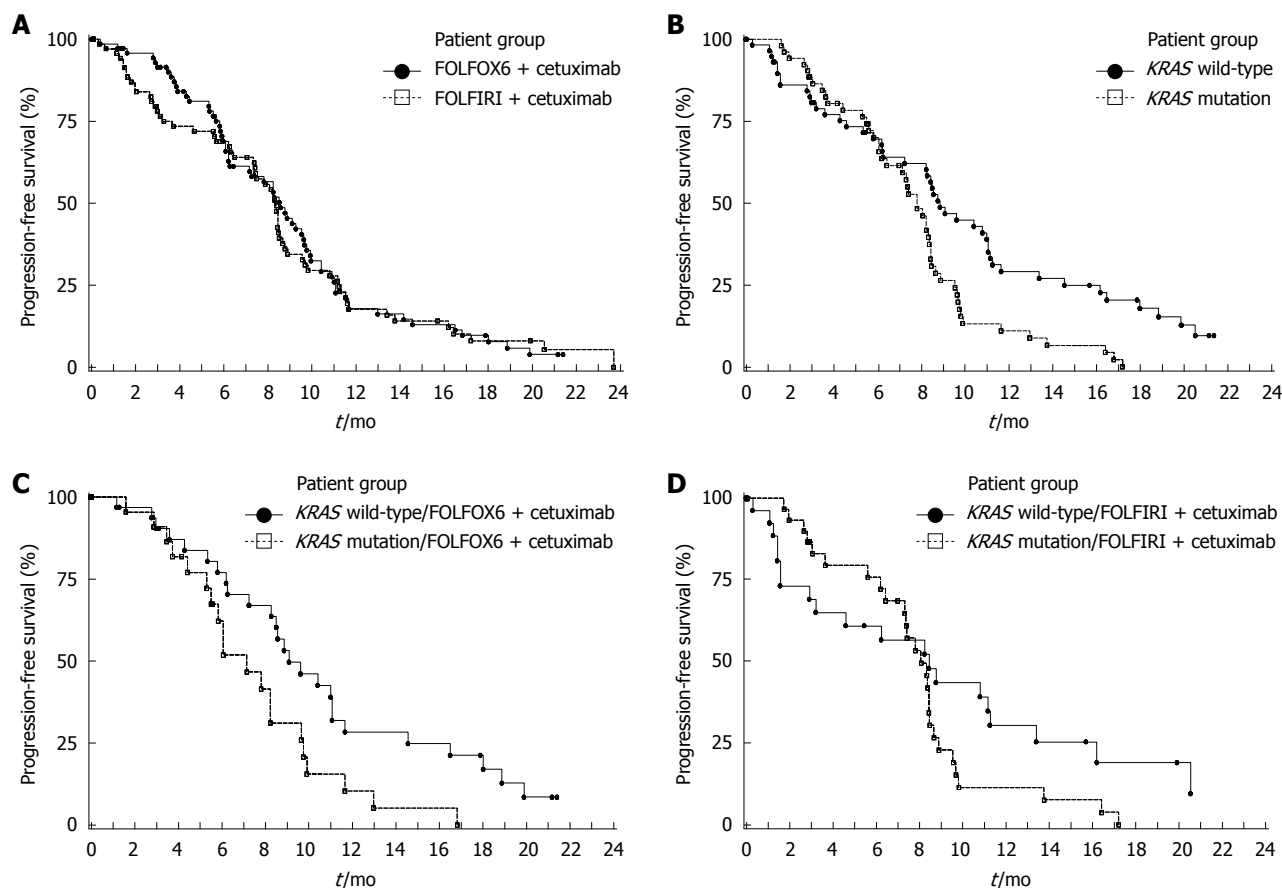 A
Patient group
FOLFOX6 + cetuximab
FOLFIRI + cetuximab
Progression-free survival (%)
100
75
50
25
0
0 2 4 6 8 10 12 14 16 18 20 22 24
t/mo
B
Patient group
KRAS wild-type
KRAS mutation
Progression-free survival (%)
100
75
50
25
0
0 2 4 6 8 10 12 14 16 18 20 21 22 24
t/mo
C
Patient group
KRAS wild-type/FOLFOX6 + cetuximab
KRAS mutation/FOLFOX6 + cetuximab
Progression-free survival (%)
100
75
50
25
0
0 2 4 6 8 10 12 14 16 18 20 22 24
t/mo
D
Patient group
KRAS wild-type/FOLFIRI + cetuximab
KRAS mutation/FOLFIRI + cetuximab
Progression-free survival (%)
100
75
50
25
0
0 2 4 6 8 10 12 14 16 18 20 22 24
t/mo